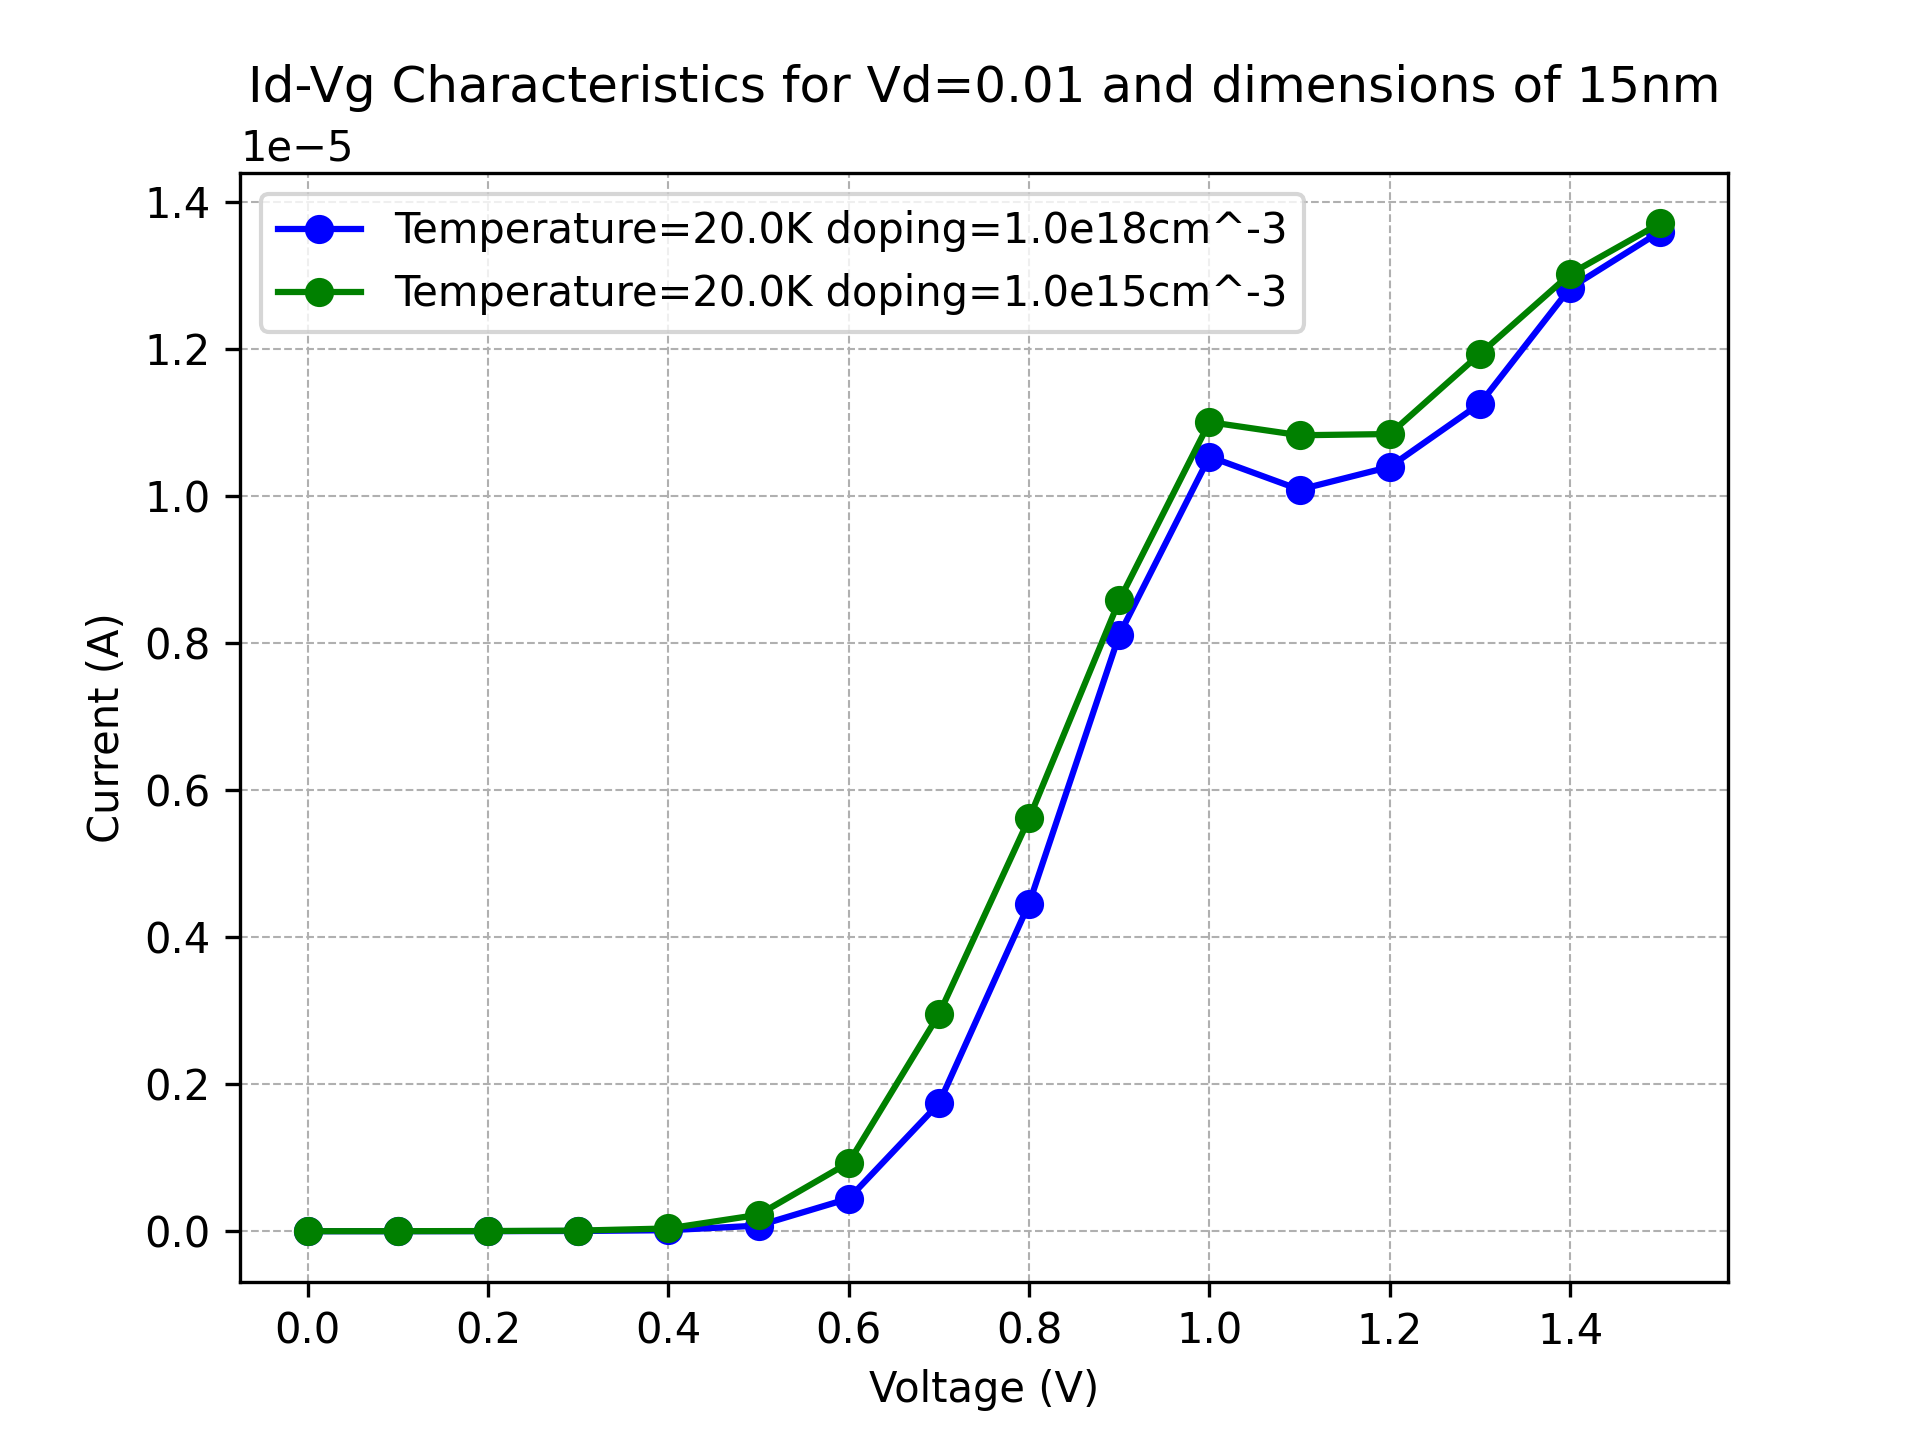 Id-Vg Characteristics for Vd=0.01 and dimensions of 15nm
1e−5
Temperature=20.0K doping=1.0e18cm^-3
Temperature=20.0K doping=1.0e15cm^-3
1.4
1.2
1.0
0.8
0.6
0.4
0.2
0.0
Current (A)
0.0 0.2 0.4 0.6 0.8 1.0 1.2 1.4
Voltage (V)